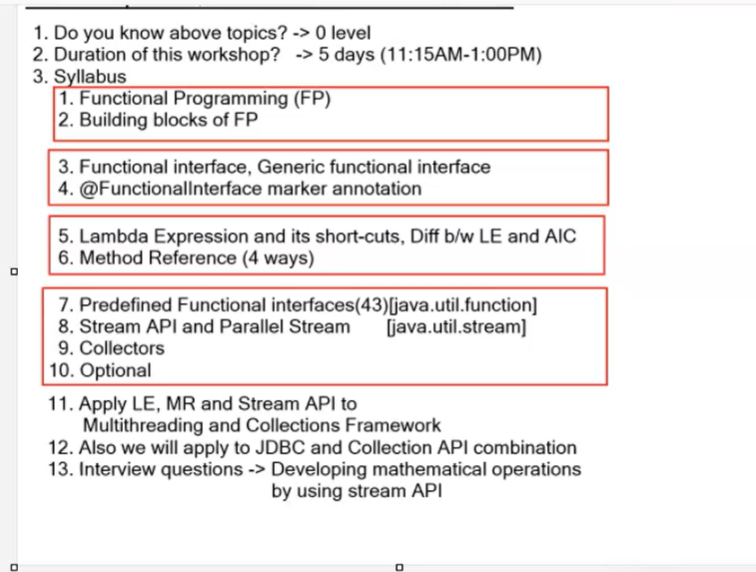 1. Do you know above topics? -> 0 level
2. Duration of this workshop?   -> 5 days (11:15AM-1:00PM)
3. Syllabus
1. Functional Programming (FP)
2. Building blocks of FP
3. Functional interface, Generic functional interface
4. @FunctionalInterface marker annotation
5. Lambda Expression and its short-cuts, Diff b/w LE and AIC
6. Method Reference (4 ways)
7. Predefined Functional interfaces(43)[java.util.function]
8. Stream API and Parallel Stream      [java.util.stream]
9. Collectors
10. Optional
11. Apply LE, MR and Stream API to
Multithreading and Collections Framework
12. Also we will apply to JDBC and Collection API combination
13. Interview questions -> Developing mathematical operations
by using stream API